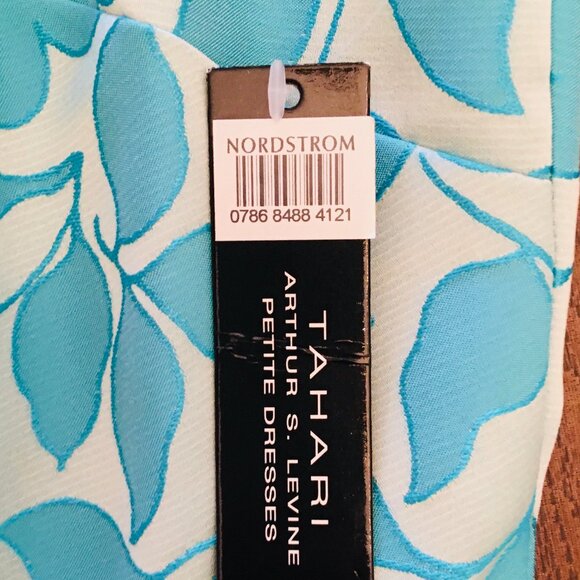 NORDSTROM
0786 8488 4121
TAHARI
ARTHUR S. LEVINE
PETITE DRESSES